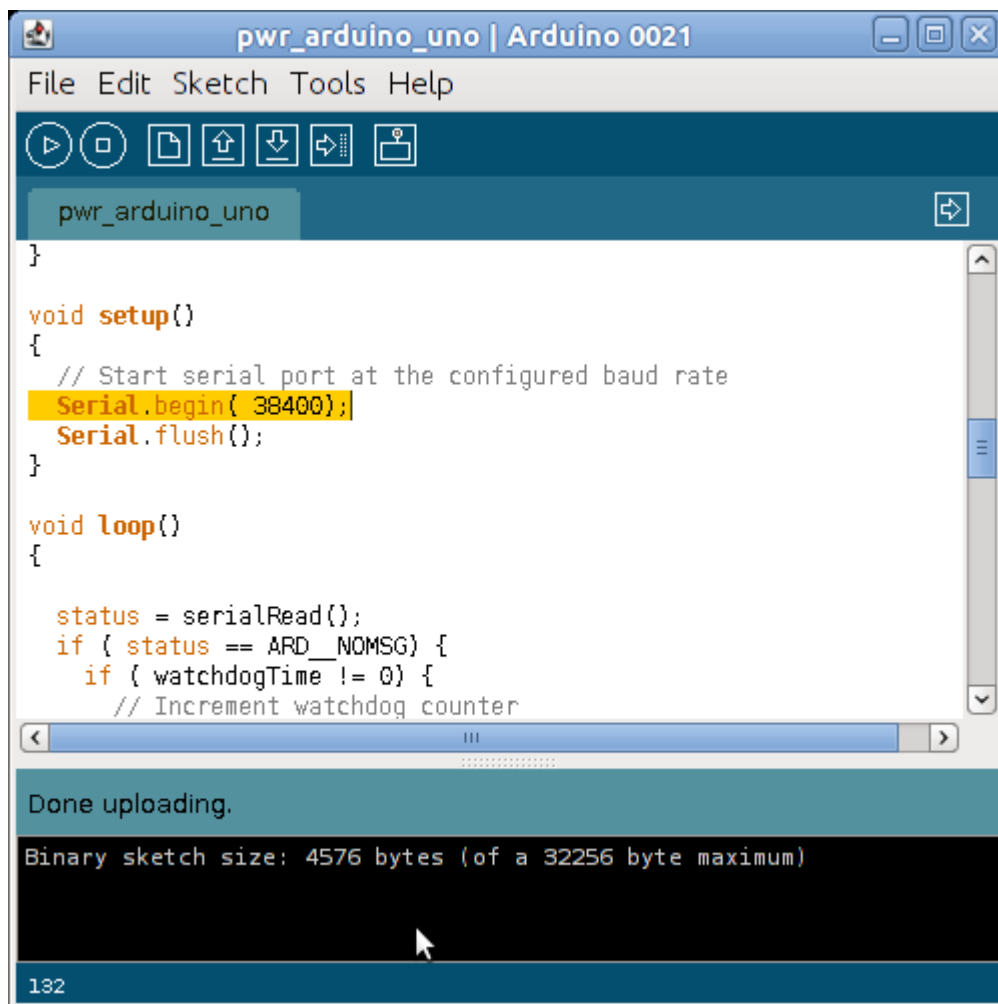 pwr_arduino_uno | Arduino 0021
File Edit Sketch Tools Help
pwr_arduino_uno
}
void setup()
{
  // Start serial port at the configured baud rate
  Serial.begin( 38400);
  Serial.flush();
}
void loop()
{
  status = serialRead();
  if ( status == ARD__NOMSG) {
    if ( watchdogTime != 0) {
      // Increment watchdog counter
Done uploading.
Binary sketch size: 4576 bytes (of a 32256 byte maximum)
132